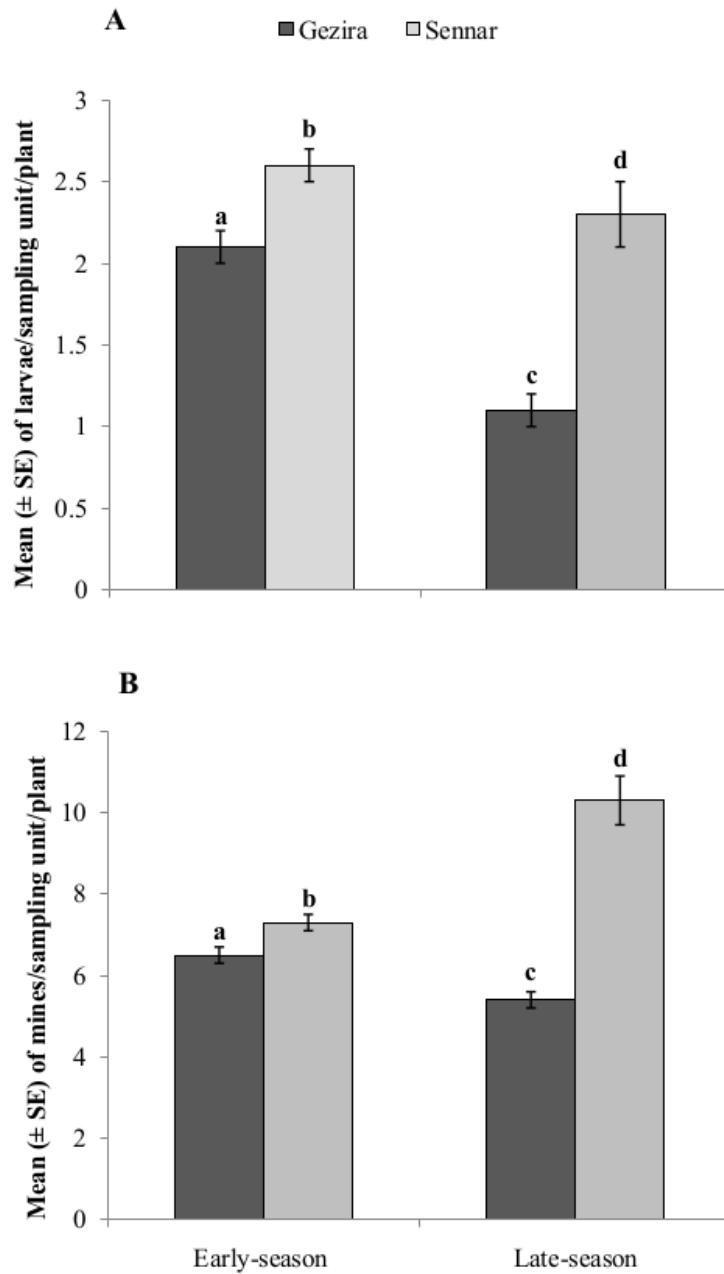 A
Gezira Sennar
Mean (± SE) of larvae/sampling unit/plant
3
2.5
2
1.5
1
0.5
0
a
b
c
d
B
Mean (± SE) of mines/sampling unit/plant
12
10
8
6
4
2
0
a
b
c
d
Early-season Late-season